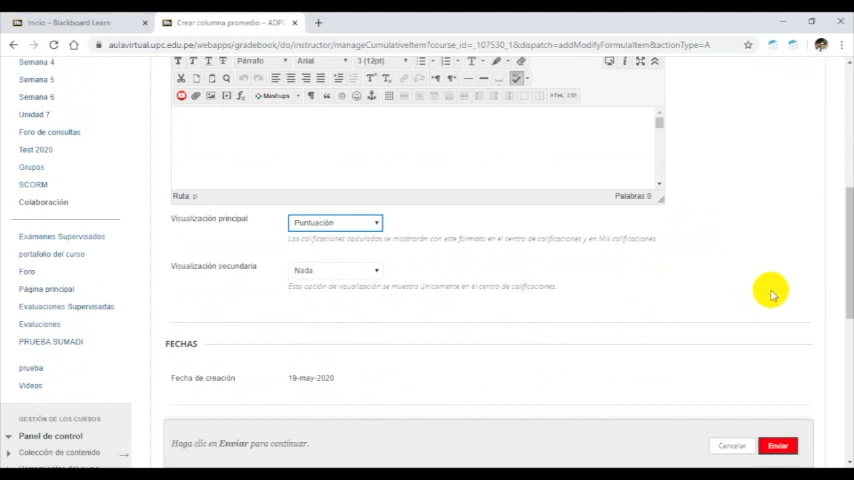 Inicio – Blackboard Learn
Crear columna promedio – ADPC
aulavirtual.upc.edu.pe/webapps/gradebook/do/instructor/manageCumulativeItem?course_id=_107530_1&dispatch=addModifyFormulaItem&actionType=A
Semana 4
Semana 5
Semana 6
Unidad 7
Foro de consultas
Test 2020
Grupos
SCORM
Colaboración
Exámenes Supervisados
portafolio del curso
Foro
Página principal
Evaluaciones Supervisadas
Evaluciones
PRUEBA SUMADI
prueba
Videos
GESTIÓN DE LOS CURSOS
Panel de control
Colección de contenido
T T T T Párrafo Arial 3 (12pt)
Mashups HTML CSS
Ruta: p Palabras:0
Visualización principal Puntuación
Las calificaciones calculadas se mostrarán con este formato en el centro de calificaciones y en Mis calificaciones.
Visualización secundaria Nada
Esta opción de visualización se muestra únicamente en el centro de calificaciones.
FECHAS
Fecha de creación 19-may-2020
Haga clic en Enviar para continuar.
Cancelar Enviar